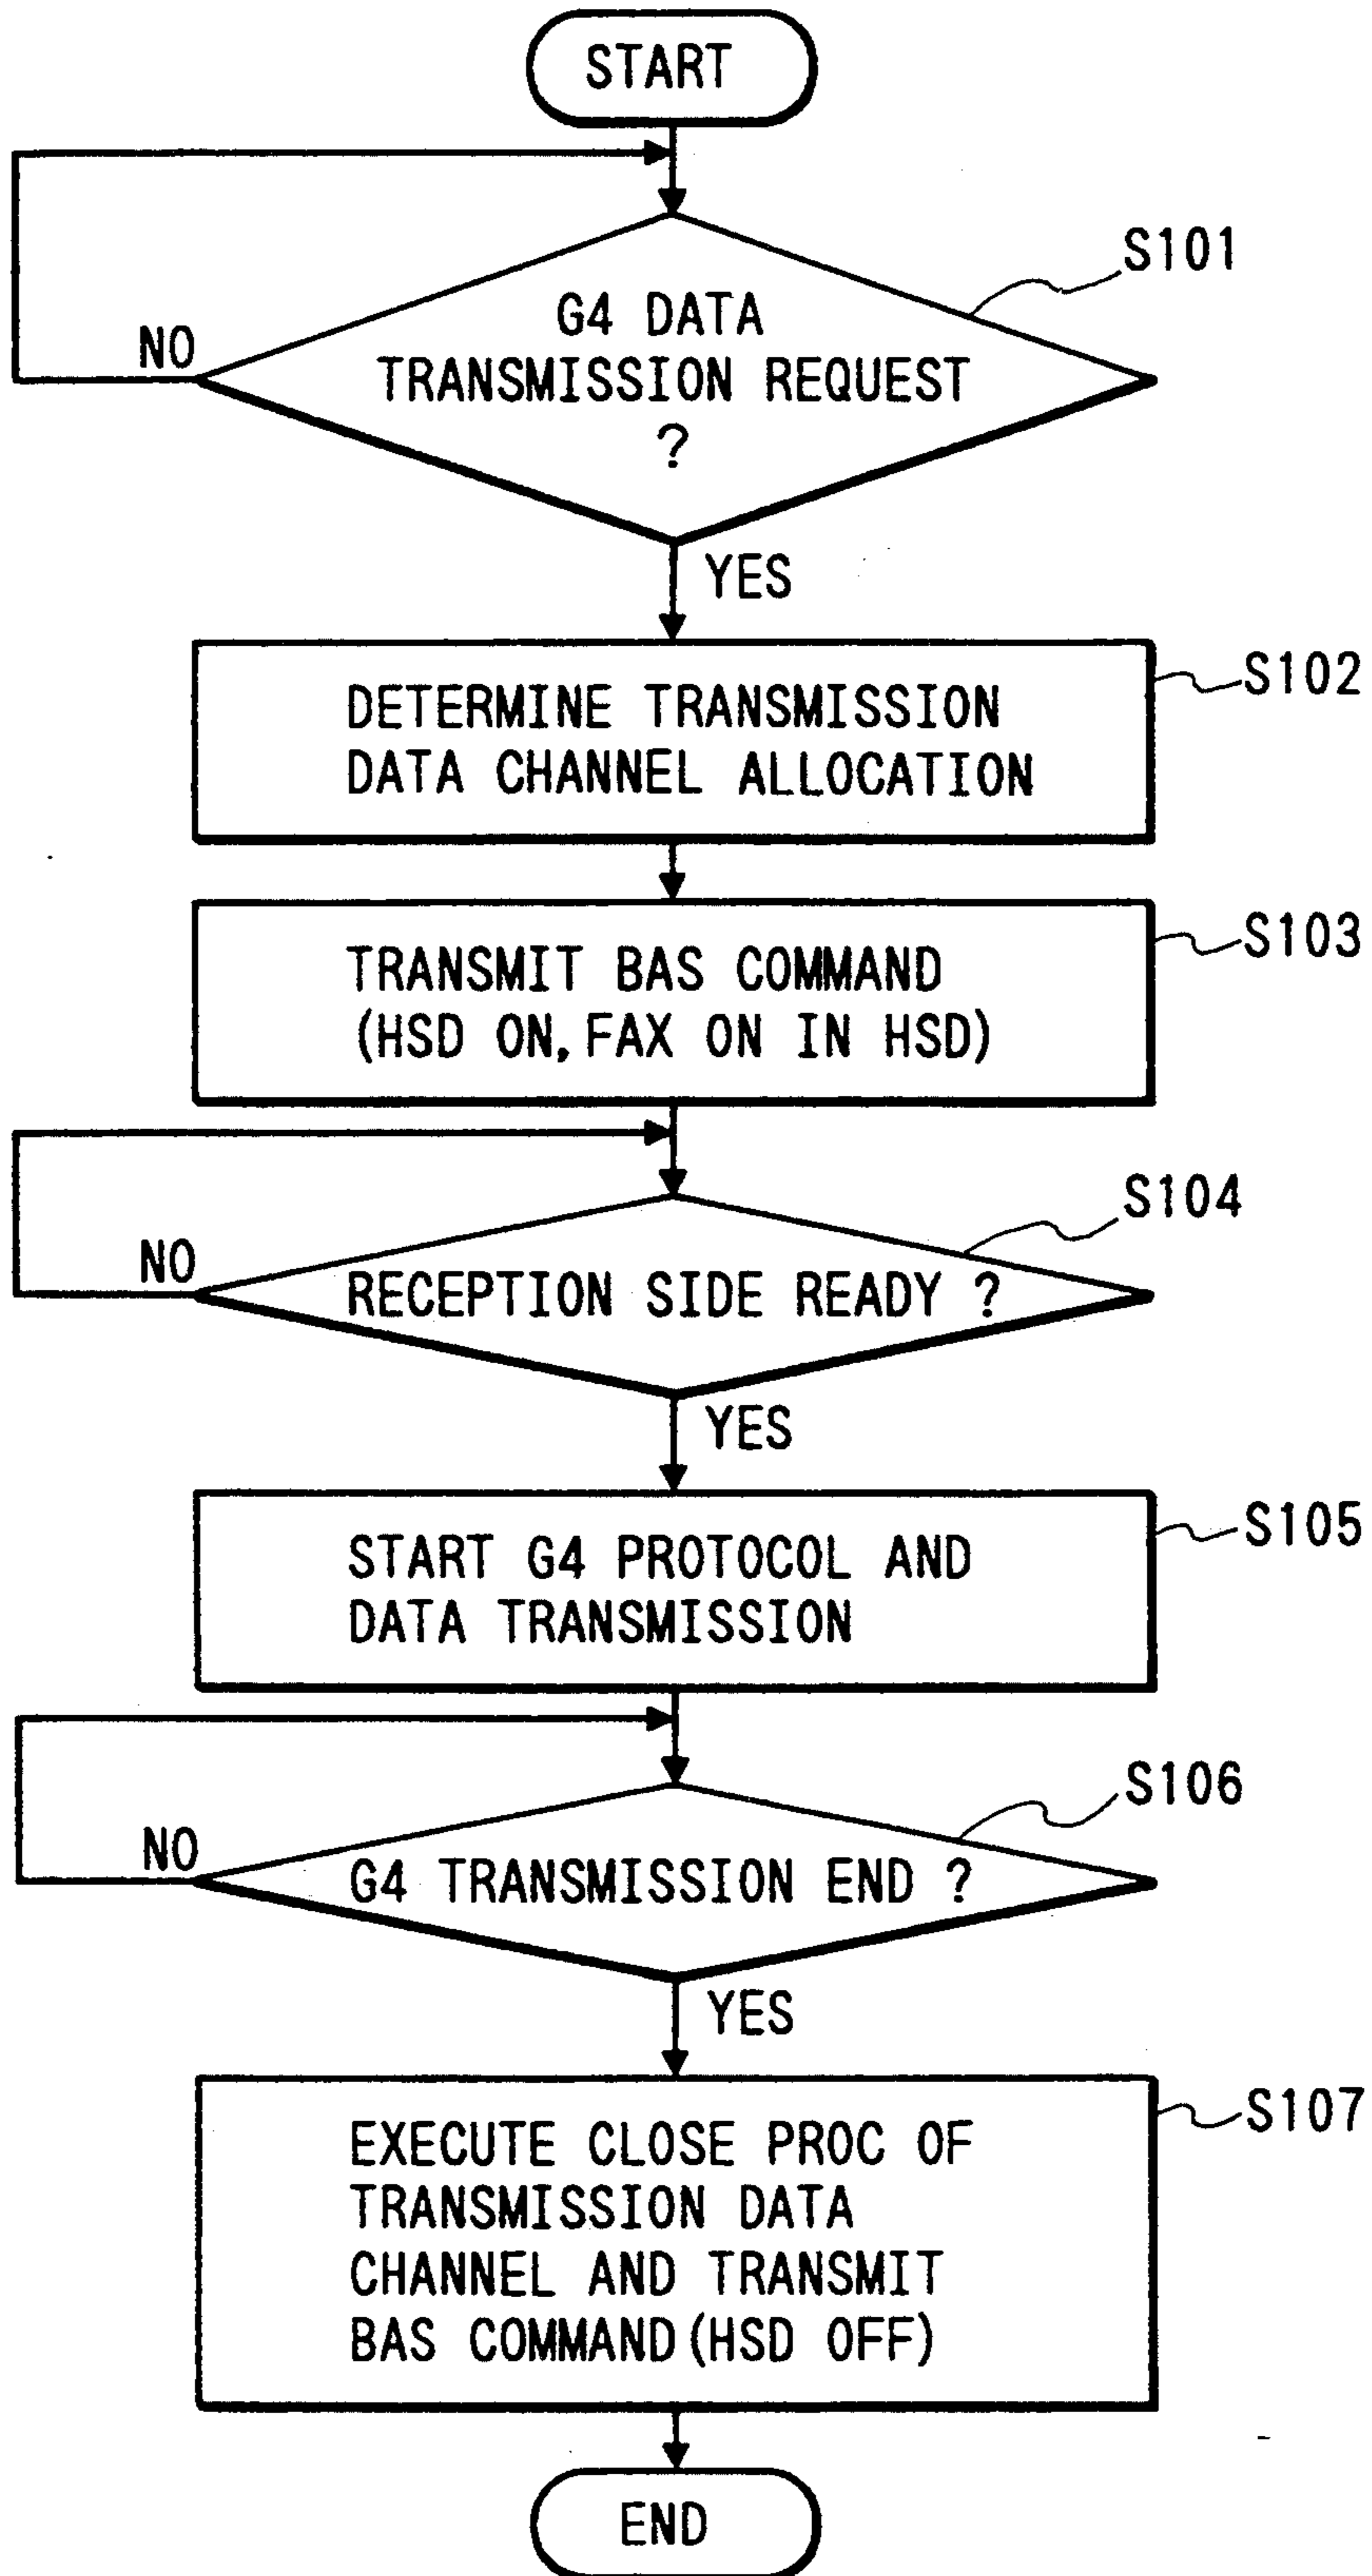 START
S101
G4 DATA
TRANSMISSION REQUEST
?
NO
YES
S102
DETERMINE TRANSMISSION
DATA CHANNEL ALLOCATION
S103
TRANSMIT BAS COMMAND
(HSD ON, FAX ON IN HSD)
S104
NO
RECEPTION SIDE READY ?
YES
S105
START G4 PROTOCOL AND
DATA TRANSMISSION
S106
NO
G4 TRANSMISSION END ?
YES
S107
EXECUTE CLOSE PROC OF
TRANSMISSION DATA
CHANNEL AND TRANSMIT
BAS COMMAND (HSD OFF)
END